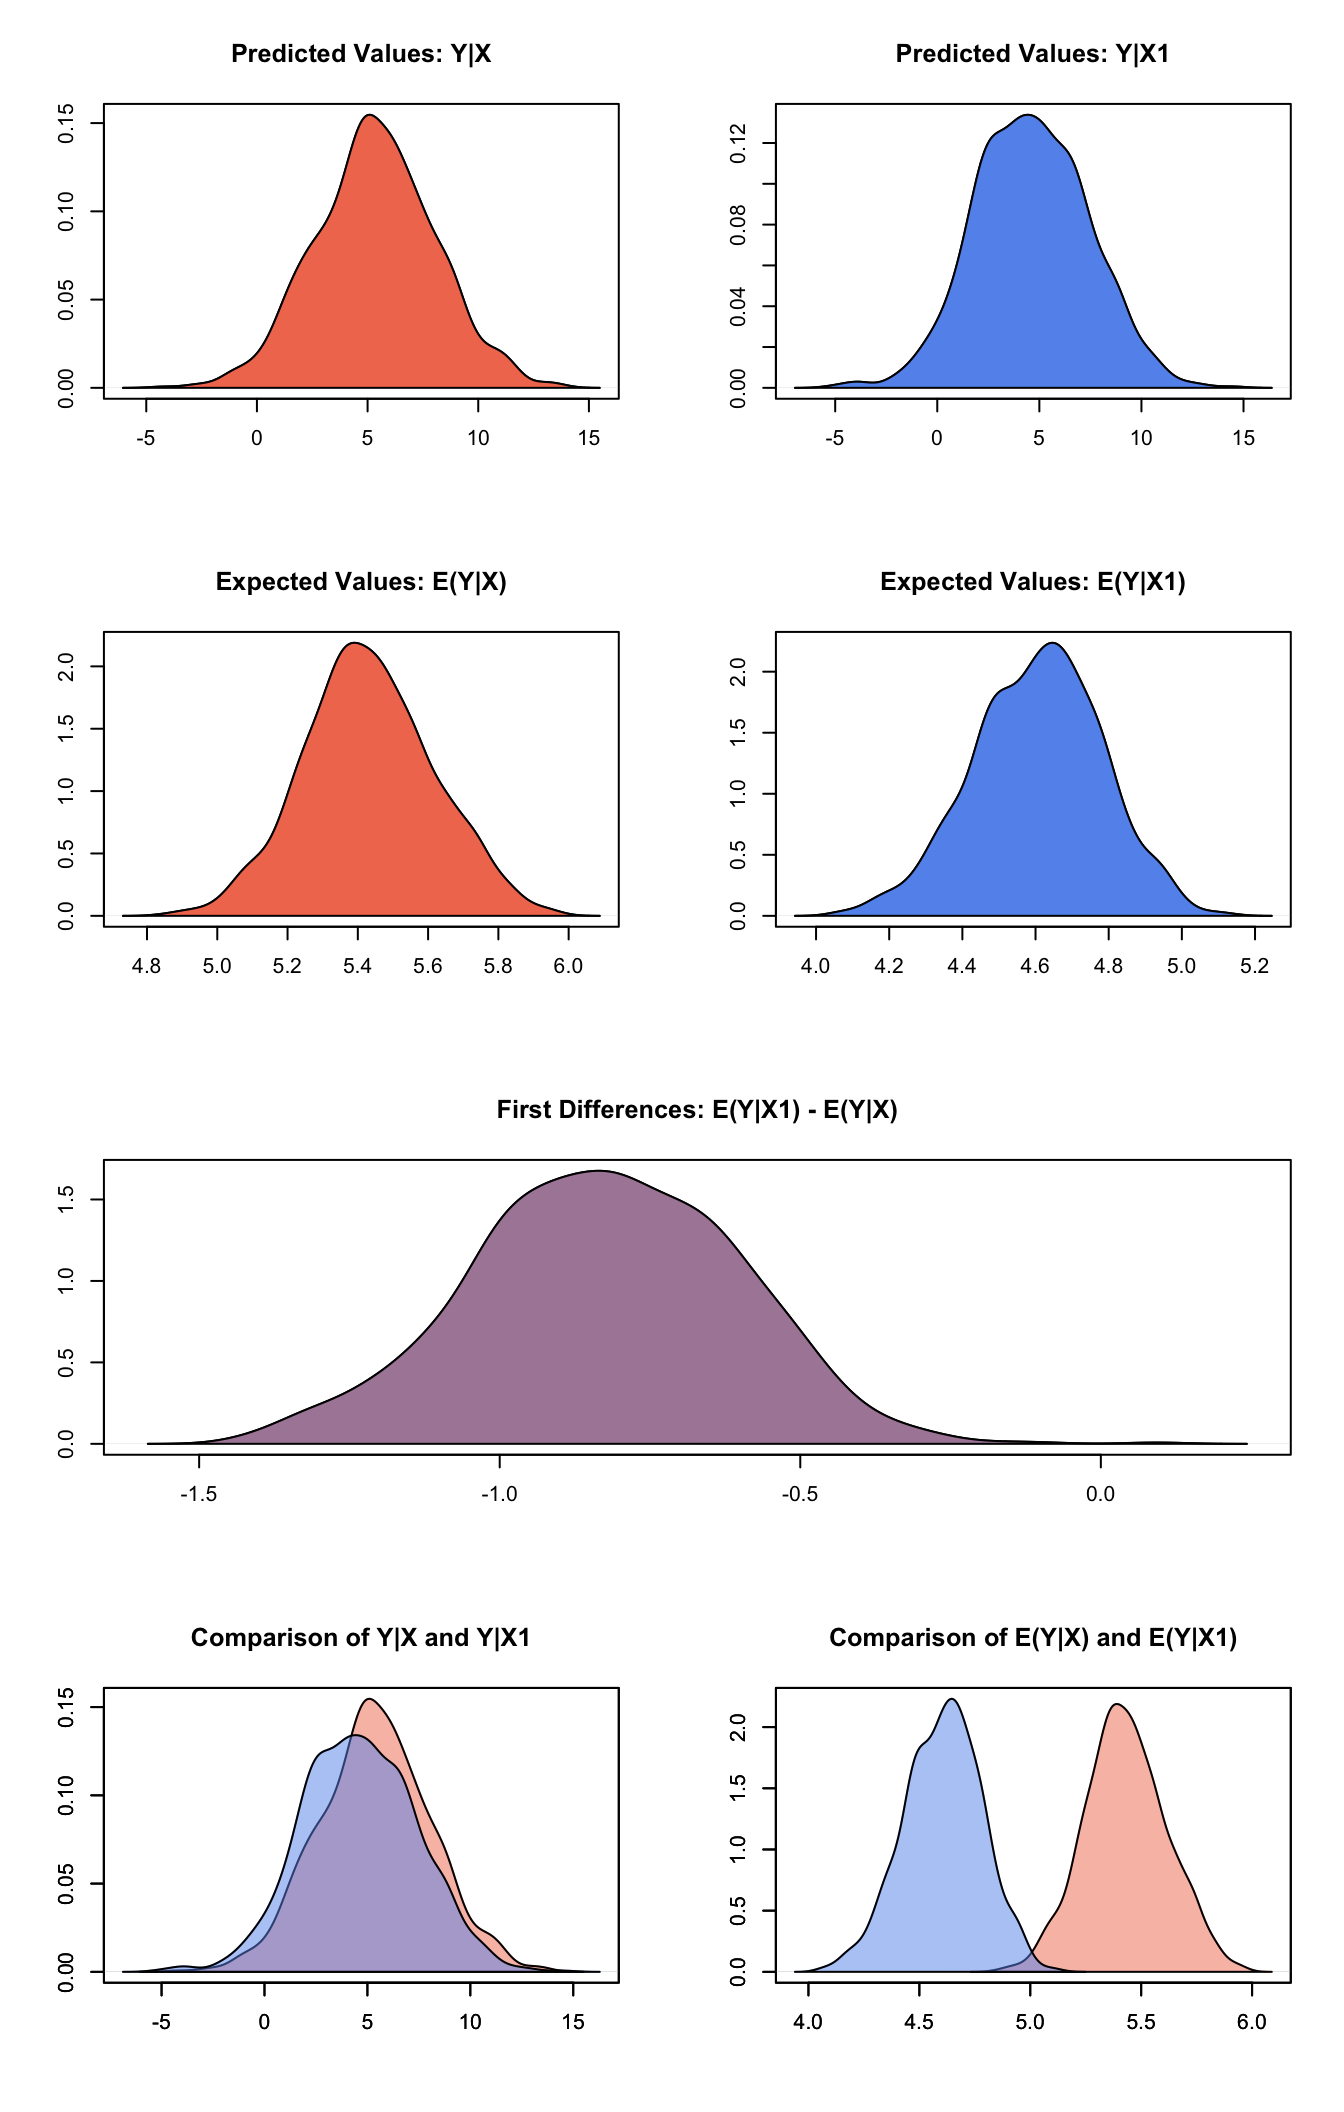 Predicted Values: Y|X
0.00 0.05 0.10 0.15
-5 0 5 10 15
Predicted Values: Y|X1
0.00 0.04 0.08 0.12
-5 0 5 10 15
Expected Values: E(Y|X)
0.0 0.5 1.0 1.5 2.0
4.8 5.0 5.2 5.4 5.6 5.8 6.0
Expected Values: E(Y|X1)
0.0 0.5 1.0 1.5 2.0
4.0 4.2 4.4 4.6 4.8 5.0 5.2
First Differences: E(Y|X1) - E(Y|X)
0.0 0.5 1.0 1.5
-1.5 -1.0 -0.5 0.0
Comparison of Y|X and Y|X1
0.00 0.05 0.10 0.15
-5 0 5 10 15
Comparison of E(Y|X) and E(Y|X1)
0.0 0.5 1.0 1.5 2.0
4.0 4.5 5.0 5.5 6.0